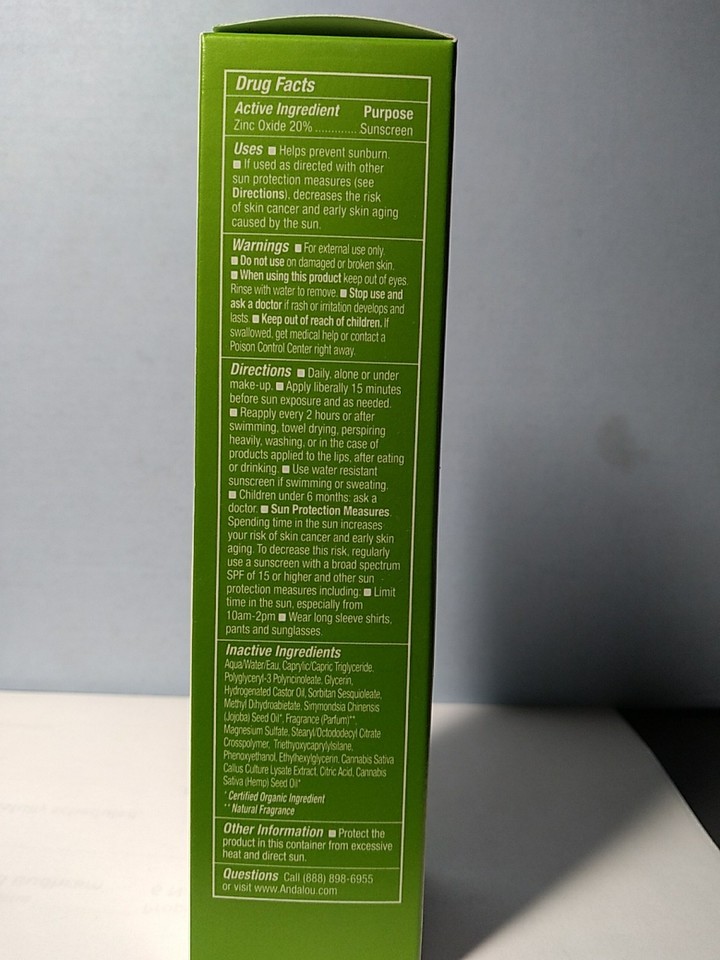 Drug Facts
Active Ingredient Purpose
Zinc Oxide 20% ............. Sunscreen
Uses ■ Helps prevent sunburn.
■ If used as directed with other
sun protection measures (see
Directions), decreases the risk
of skin cancer and early skin aging
caused by the sun.
Warnings ■ For external use only.
■ Do not use on damaged or broken skin.
■ When using this product keep out of eyes.
Rinse with water to remove. ■ Stop use and
ask a doctor if rash or irritation develops and
lasts. ■ Keep out of reach of children. If
swallowed, get medical help or contact a
Poison Control Center right away.
Directions ■ Daily, alone or under
make-up. ■ Apply liberally 15 minutes
before sun exposure and as needed.
■ Reapply every 2 hours or after
swimming, towel drying, perspiring
heavily, washing, or in the case of
products applied to the lips, after eating
or drinking. ■ Use water resistant
sunscreen if swimming or sweating.
■ Children under 6 months: ask a
doctor. ■ Sun Protection Measures.
Spending time in the sun increases
your risk of skin cancer and early skin
aging. To decrease this risk, regularly
use a sunscreen with a broad spectrum
SPF of 15 or higher and other sun
protection measures including: ■ Limit
time in the sun, especially from
10am-2pm ■ Wear long sleeve shirts,
pants and sunglasses.
Inactive Ingredients
Aqua/Water/Eau, Caprylic/Capric Triglyceride,
Polyglyceryl-3 Polyricinoleate, Glycerin,
Hydrogenated Castor Oil, Sorbitan Sesquioleate,
Methyl Dihydroabietate, Simmondsia Chinensis
(Jojoba) Seed Oil*, Fragrance (Parfum)**,
Magnesium Sulfate, Stearyl/Octododecyl Citrate
Crosspolymer, Triethyoxycaprylylsilane,
Phenoxyethanol, Ethylhexylglycerin, Cannabis Sativa
Callus Culture Lysate Extract, Citric Acid, Cannabis
Sativa (Hemp) Seed Oil*
* Certified Organic Ingredient
** Natural Fragrance
Other Information ■ Protect the
product in this container from excessive
heat and direct sun.
Questions Call (888) 898-6955
or visit www.Andalou.com